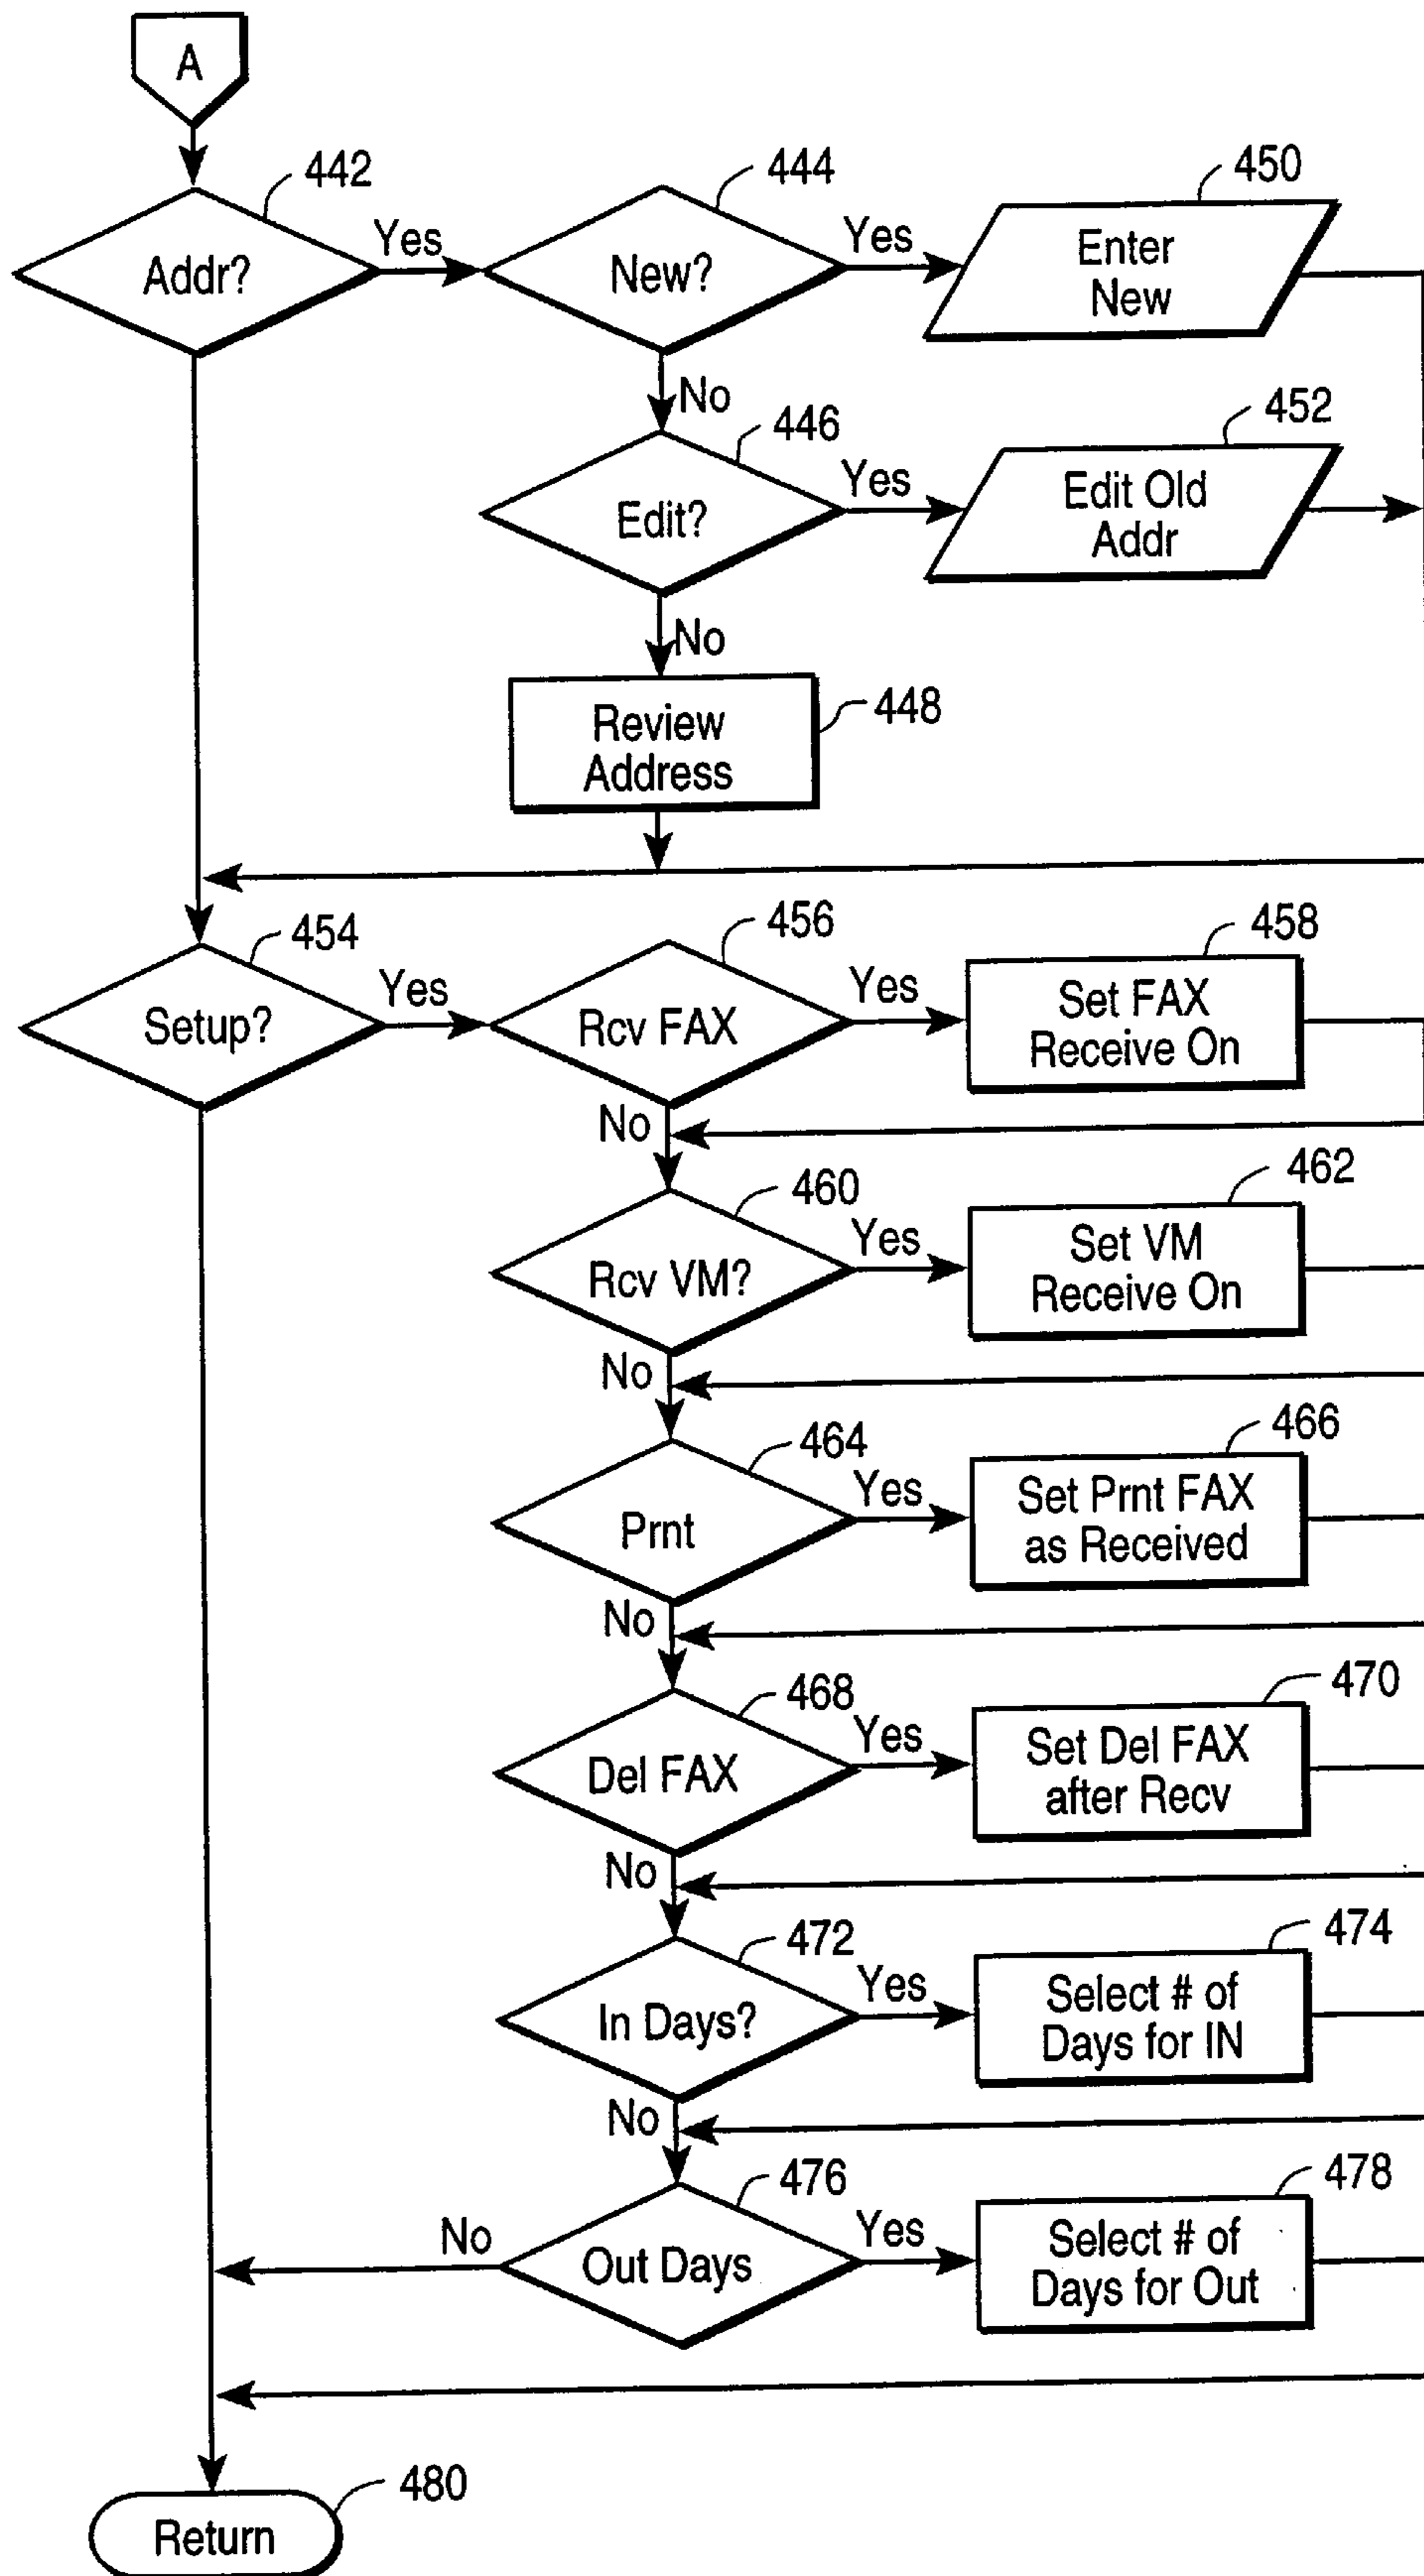 A
442
444
450
Addr?
Yes
New?
Yes
Enter
New
No
446
452
Edit?
Yes
Edit Old
Addr
No
Review
Address
448
454
456
458
Setup?
Yes
Rcv FAX
Yes
Set FAX
Receive On
No
460
462
Rcv VM?
Yes
Set VM
Receive On
No
464
466
Prnt
Yes
Set Prnt FAX
as Received
No
468
470
Del FAX
Yes
Set Del FAX
after Recv
No
472
474
In Days?
Yes
Select # of
Days for IN
No
476
478
No
Out Days
Yes
Select # of
Days for Out
480
Return